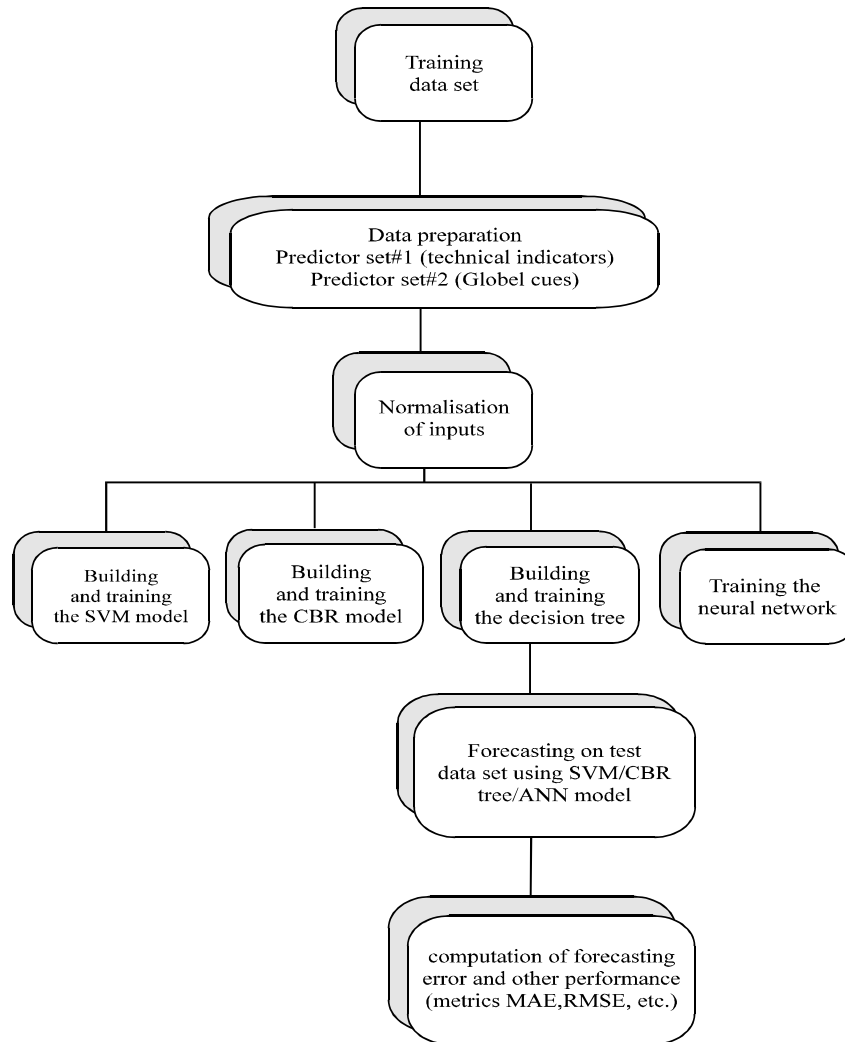 Training
data set
Data preparation
Predictor set#1 (technical indicators)
Predictor set#2 (Globel cues)
Normalisation
of inputs
Building
and training
the SVM model
Building
and training
the CBR model
Building
and training
the decision tree
Training the
neural network
Forecasting on test
data set using SVM/CBR
tree/ANN model
computation of forecasting
error and other performance
(metrics MAE,RMSE, etc.)